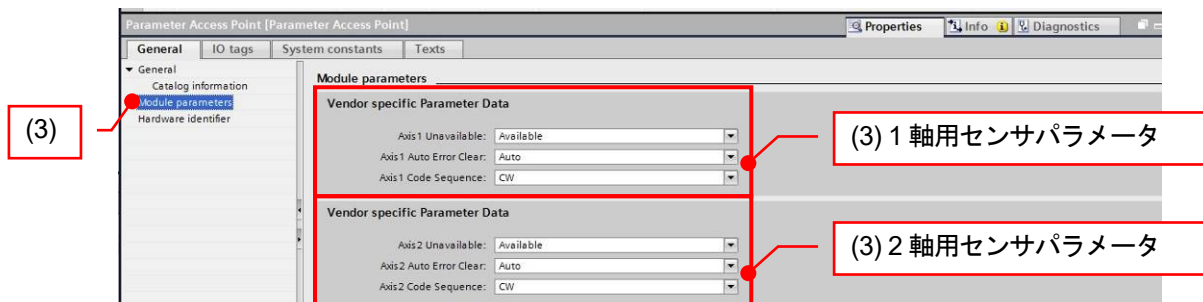 Parameter Access Point [Parameter Access Point]
Properties Info Diagnostics
General IO tags System constants Texts
General
Catalog information
Module parameters
Hardware identifier
(3)
Module parameters
Vendor specific Parameter Data
Axis1 Unavailable: Available
Axis1 Auto Error Clear: Auto
Axis1 Code Sequence: CW
(3) 1 軸用センサパラメータ
Vendor specific Parameter Data
Axis2 Unavailable: Available
Axis2 Auto Error Clear: Auto
Axis2 Code Sequence: CW
(3) 2 軸用センサパラメータ